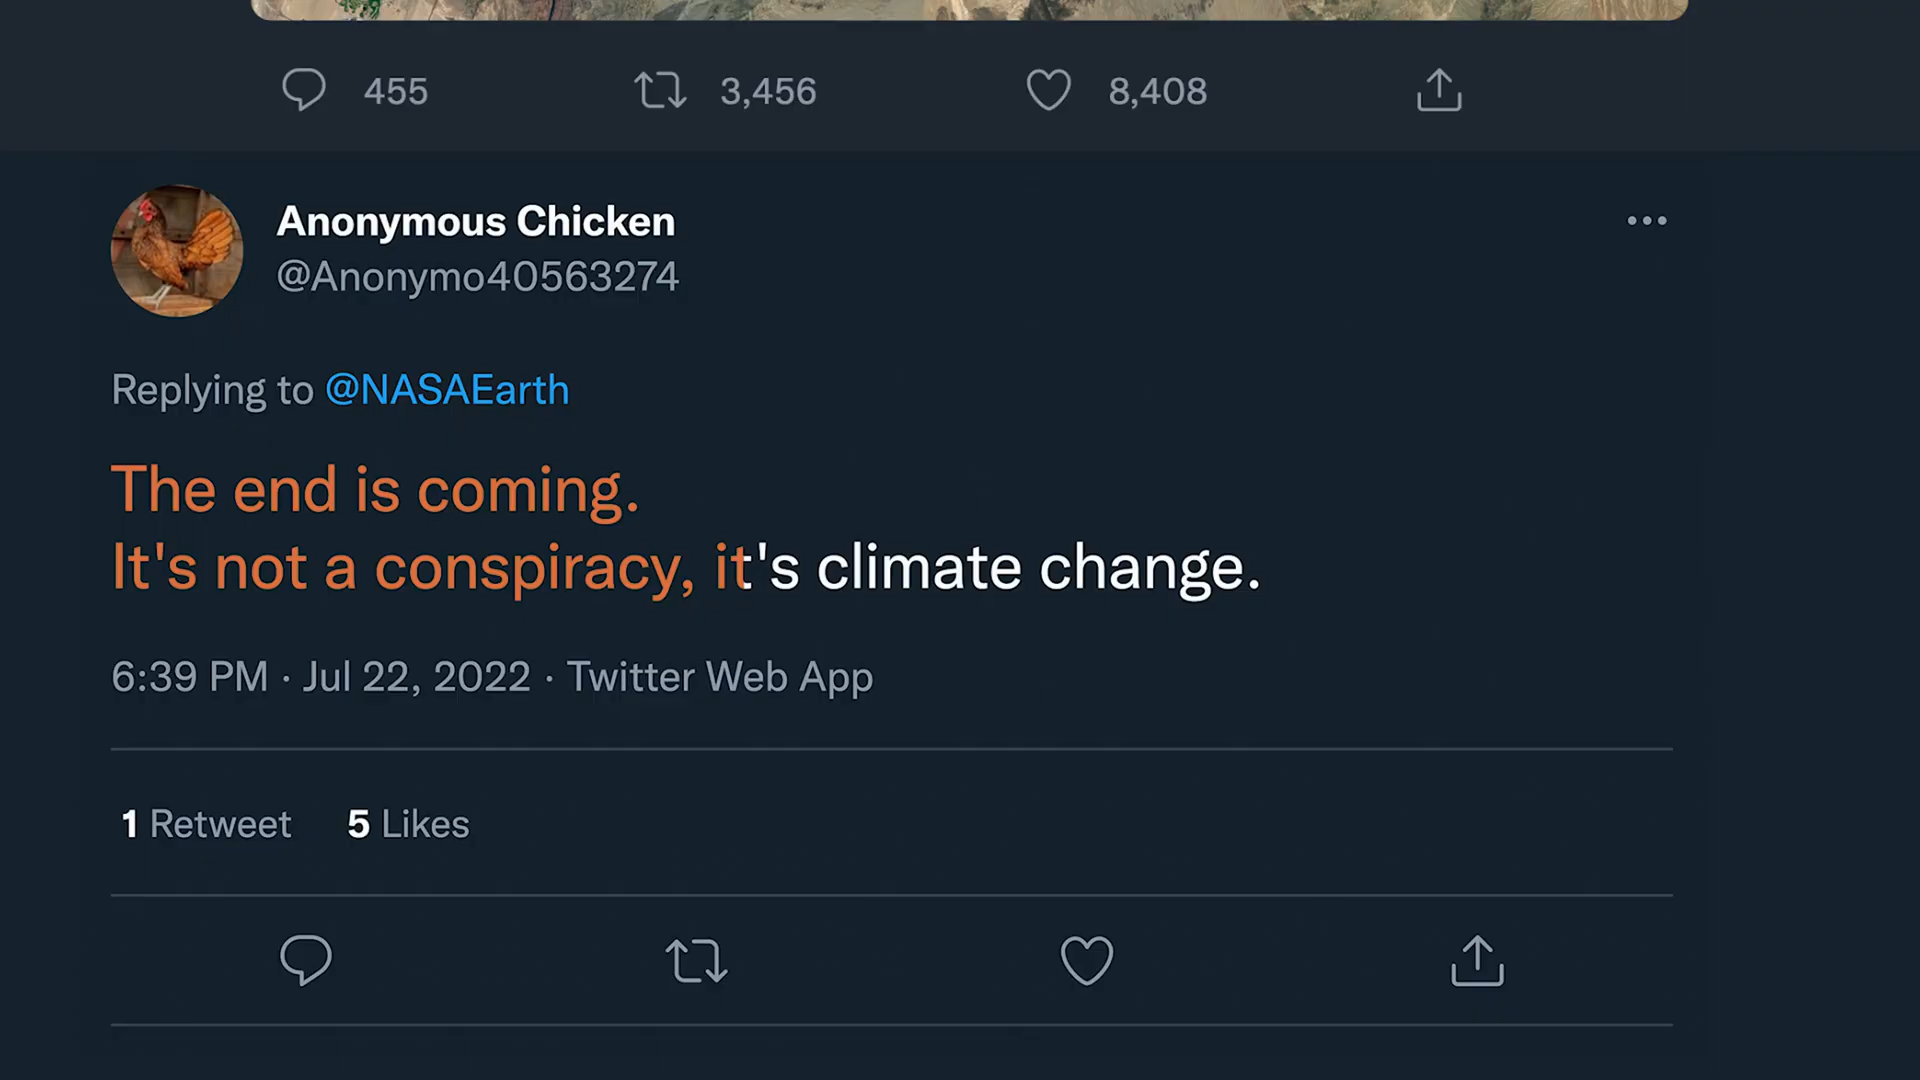 455 3,456 8,408
Anonymous Chicken
@Anonymo40563274
Replying to @NASAEarth
The end is coming.
It's not a conspiracy, it's climate change.
6:39 PM · Jul 22, 2022 · Twitter Web App
1 Retweet 5 Likes